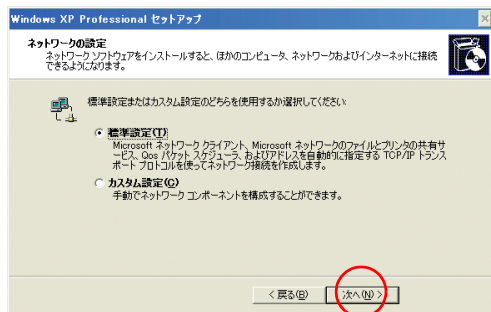 Windows XP Professional セットアップ
ネットワークの設定
ネットワーク ソフトウェアをインストールすると、ほかのコンピュータ、ネットワークおよびインターネットに接続
できるようになります。
標準設定またはカスタム設定のどちらを使用するか選択してください:
標準設定(T)
Microsoft ネットワーク クライアント、Microsoft ネットワークのファイルとプリンタの共有サ
ービス、Qos パケット スケジューラ、およびアドレスを自動的に指定する TCP/IP トランス
ポート プロトコルを使ってネットワーク接続を作成します。
カスタム設定(C)
手動でネットワーク コンポーネントを構成することができます。
< 戻る(B) 次へ(N) >